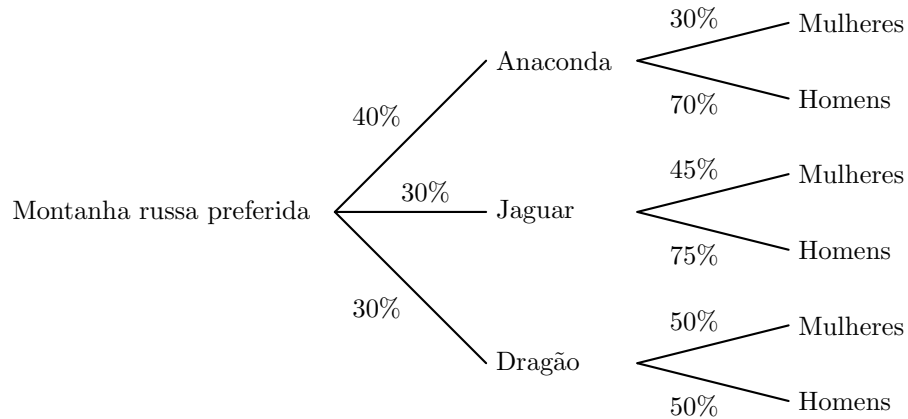 30%
Mulheres
Anaconda
40%
70%
Homens
45%
Mulheres
30%
Montanha russa preferida
Jaguar
75%
Homens
30%
50%
Mulheres
Dragão
50%
Homens